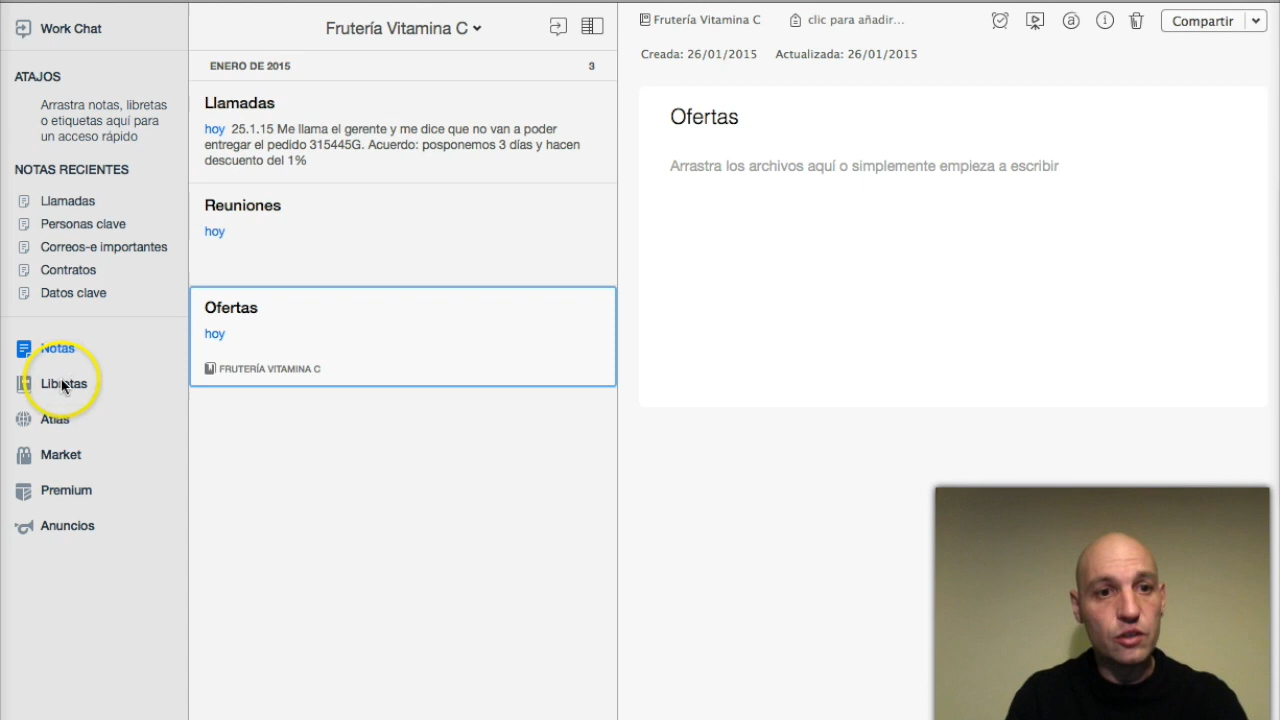 Work Chat
ATAJOS
Arrastra notas, libretas
o etiquetas aquí para
un acceso rápido
NOTAS RECIENTES
Llamadas
Personas clave
Correos-e importantes
Contratos
Datos clave
Notas
Libretas
Atlas
Market
Premium
Anuncios
Frutería Vitamina C
ENERO DE 2015 3
Llamadas
hoy 25.1.15 Me llama el gerente y me dice que no van a poder
entregar el pedido 315445G. Acuerdo: posponemos 3 días y hacen
descuento del 1%
Reuniones
hoy
Ofertas
hoy
FRUTERÍA VITAMINA C
Frutería Vitamina C clic para añadir... Compartir
Creada: 26/01/2015 Actualizada: 26/01/2015
Ofertas
Arrastra los archivos aquí o simplemente empieza a escribir